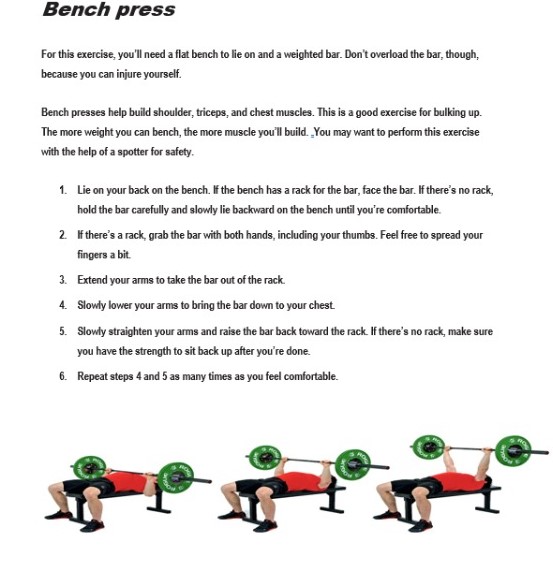 Bench press
For this exercise, you'll need a flat bench to lie on and a weighted bar. Don't overload the bar, though,
because you can injure yourself.
Bench presses help build shoulder, triceps, and chest muscles. This is a good exercise for bulking up.
The more weight you can bench, the more muscle you'll build. You may want to perform this exercise
with the help of a spotter for safety.
1. Lie on your back on the bench. If the bench has a rack for the bar, face the bar. If there's no rack,
hold the bar carefully and slowly lie backward on the bench until you're comfortable.
2. If there's a rack, grab the bar with both hands, including your thumbs. Feel free to spread your
fingers a bit.
3. Extend your arms to take the bar out of the rack.
4. Slowly lower your arms to bring the bar down to your chest.
5. Slowly straighten your arms and raise the bar back toward the rack. If there's no rack, make sure
you have the strength to sit back up after you're done.
6. Repeat steps 4 and 5 as many times as you feel comfortable.